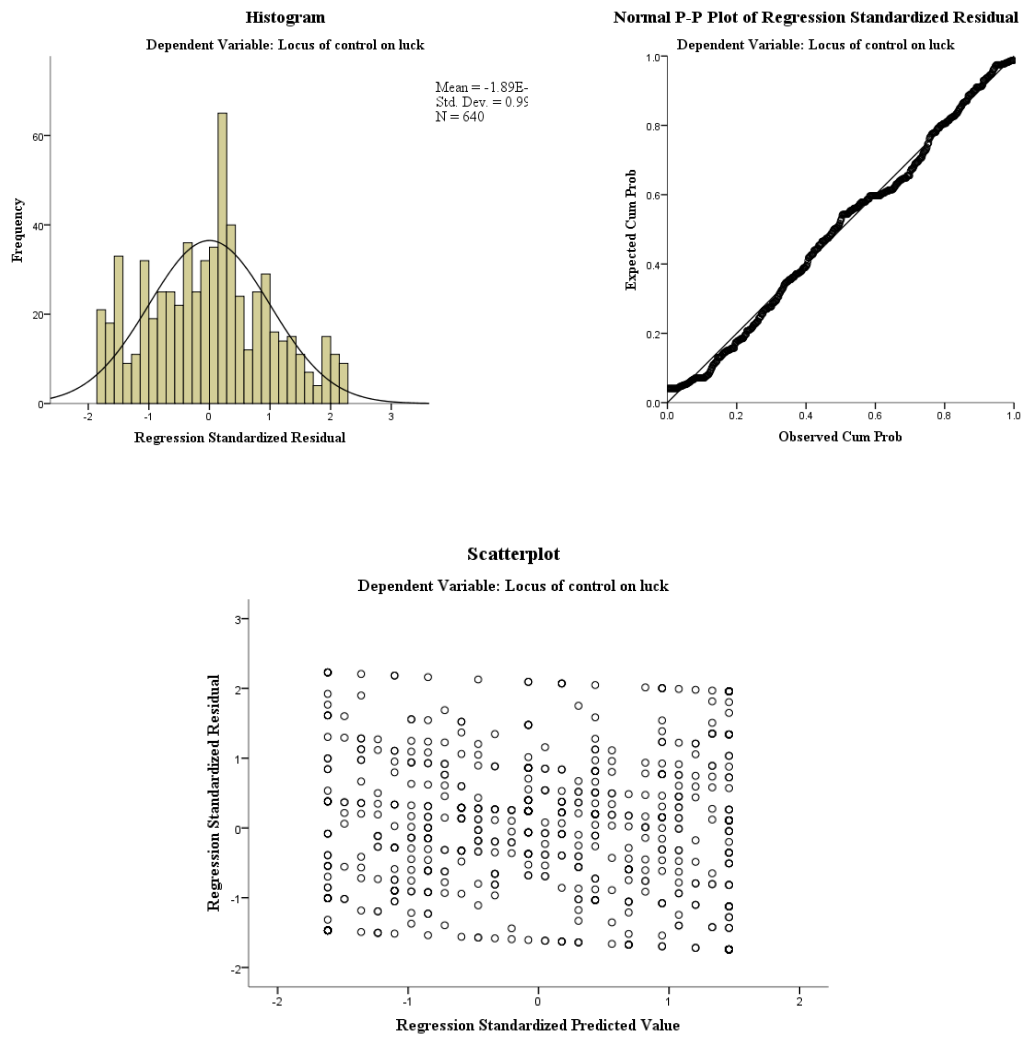 Histogram
Dependent Variable: Locus of control on luck
Mean = -1.89E-
Std. Dev. = 0.99
N = 640
Frequency
60
40
20
0
-2 -1 0 1 2 3
Regression Standardized Residual
Normal P-P Plot of Regression Standardized Residual
Dependent Variable: Locus of control on luck
Expected Cum Prob
1.0
0.8
0.6
0.4
0.2
0.0
0.0 0.2 0.4 0.6 0.8 1.0
Observed Cum Prob
Scatterplot
Dependent Variable: Locus of control on luck
Regression Standardized Residual
3
2
1
0
-1
-2
-2 -1 0 1 2
Regression Standardized Predicted Value